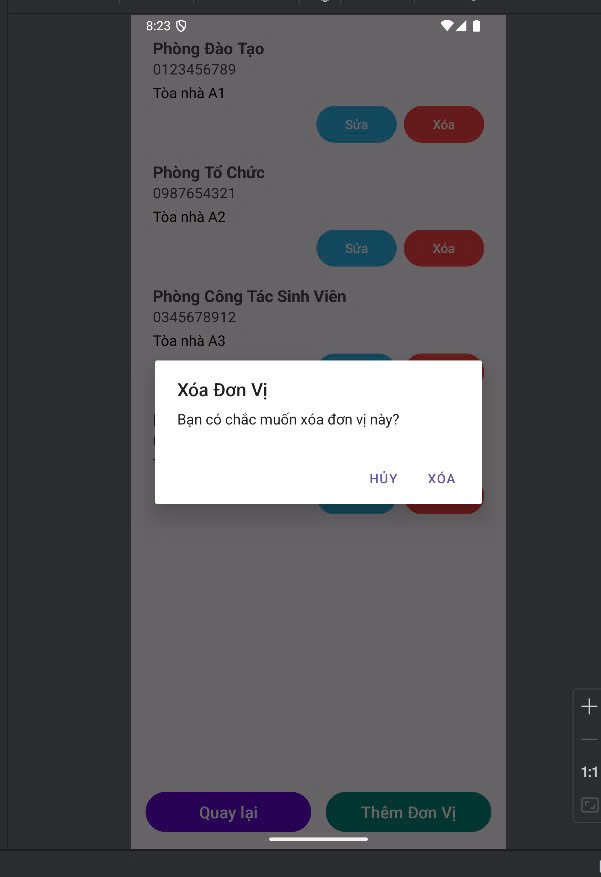 8:23
Phòng Đào Tạo
0123456789
Tòa nhà A1
Sửa Xóa
Phòng Tổ Chức
0987654321
Tòa nhà A2
Sửa Xóa
Phòng Công Tác Sinh Viên
0345678912
Tòa nhà A3
Xóa Đơn Vị
Bạn có chắc muốn xóa đơn vị này?
HỦY XÓA
1:1
Quay lại Thêm Đơn Vị